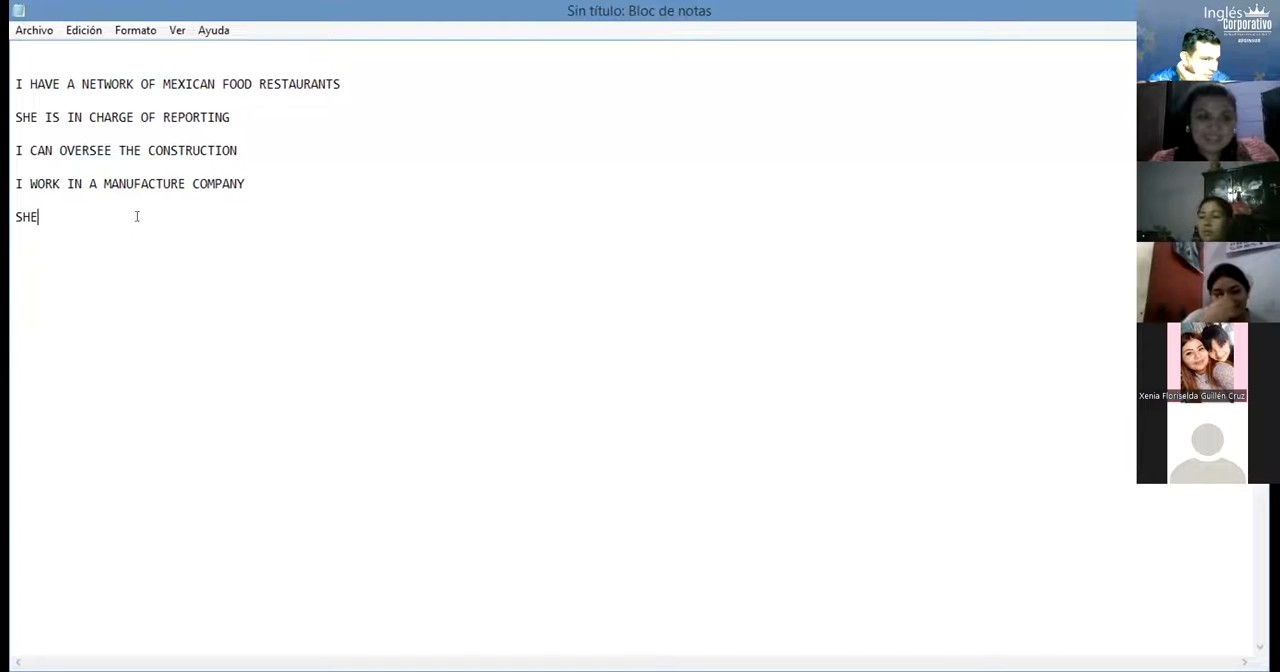 Sin título: Bloc de notas
Archivo Edición Formato Ver Ayuda
I HAVE A NETWORK OF MEXICAN FOOD RESTAURANTS
SHE IS IN CHARGE OF REPORTING
I CAN OVERSEE THE CONSTRUCTION
I WORK IN A MANUFACTURE COMPANY
SHE
Inglés
Corporativo
BEGINNER
Xenia Floriselda Guillén Cruz